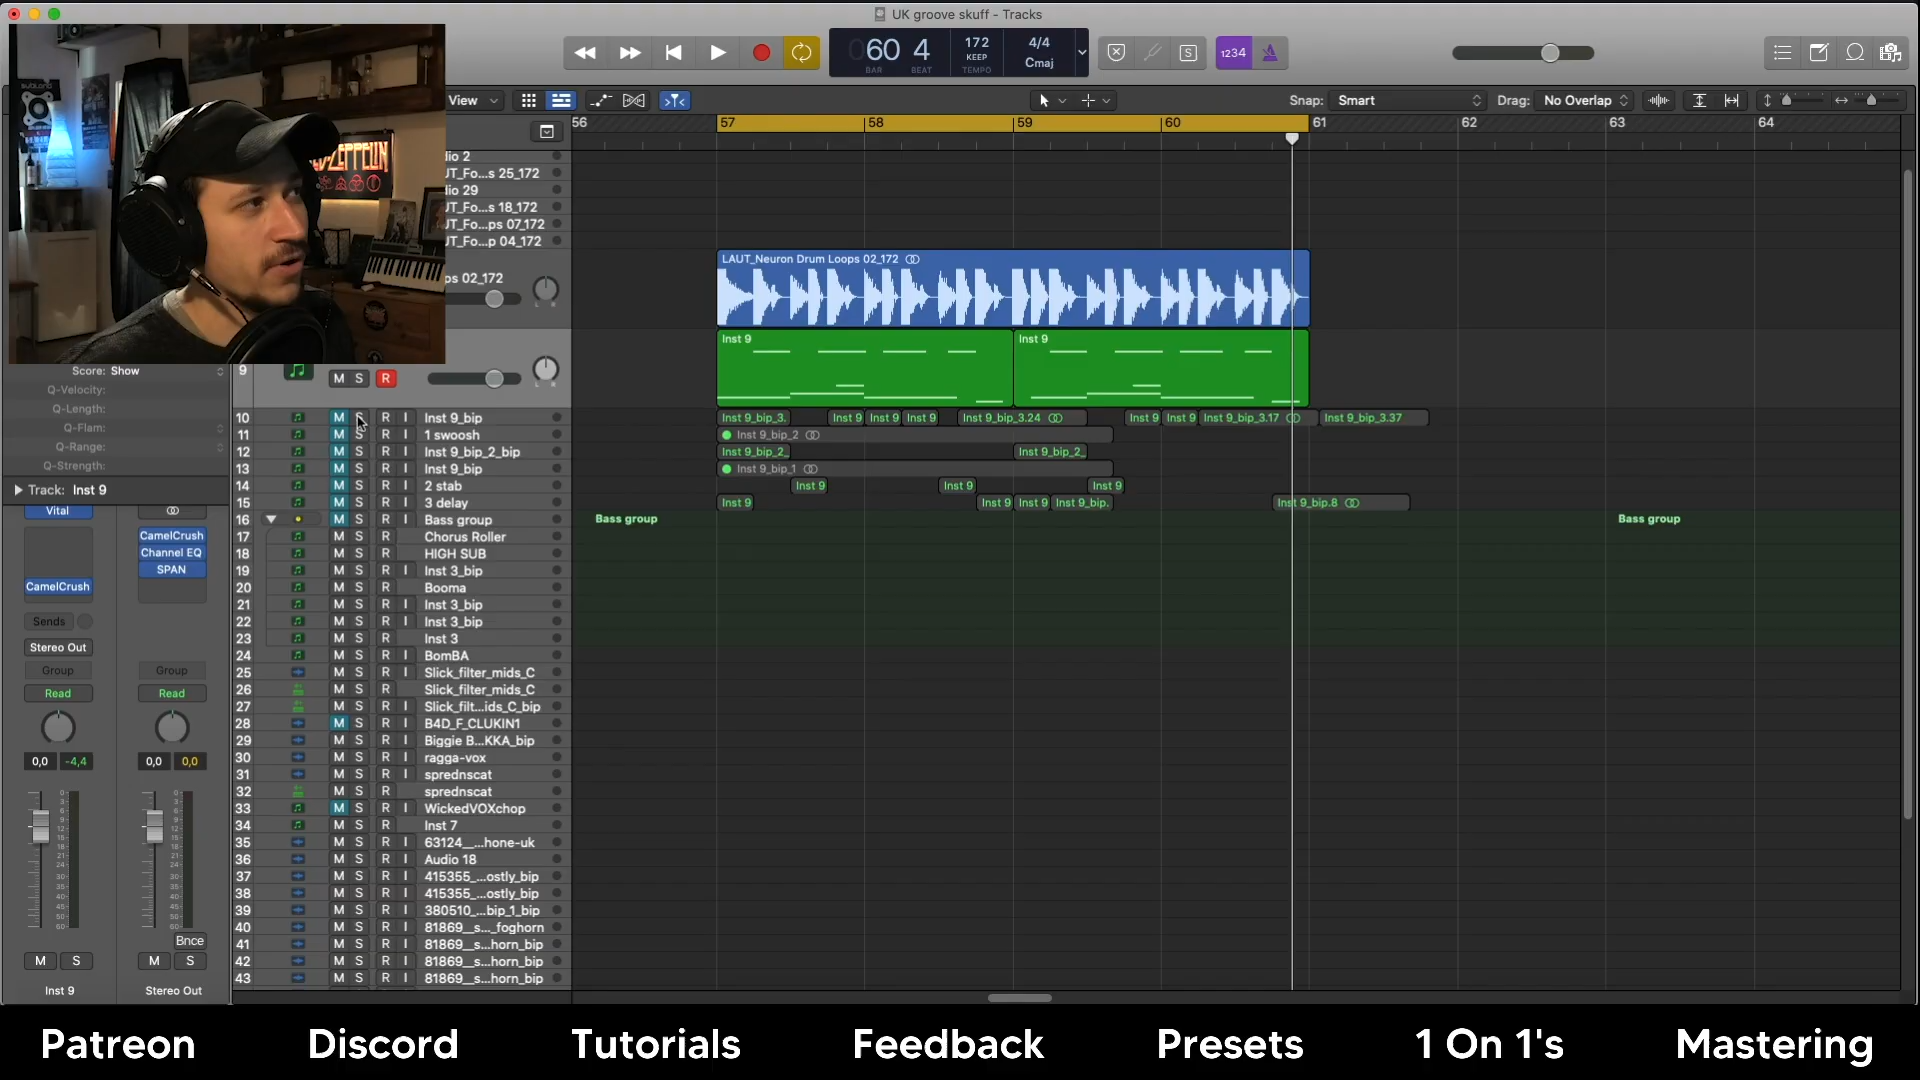 UK groove skuff - Tracks
60 4
BAR BEAT
172
KEEP
TEMPO
4/4
Cmaj
S
1234
View
Snap: Smart
Drag: No Overlap
56 57 58 59 60 61 62 63 64
io 2
JT_Fo...s 25_172
io 29
JT_Fo...s 18_172
JT_Fo...ps 07_172
JT_Fo...p 04_172
ps 02_172
LAUT_Neuron Drum Loops 02_172
9 M S R
Inst 9 Inst 9
Score: Show
Q-Velocity:
Q-Length:
Q-Flam:
Q-Range:
Q-Strength:
Track: Inst 9
Vital
CamelCrush
Channel EQ
SPAN
CamelCrush
Sends
Stereo Out
Group Group
Read Read
0,0 -4,4 0,0 0,0
Bnce
M S M S
Inst 9 Stereo Out
10 M S R I Inst 9_bip
11 M S R I 1 swoosh
12 M S R I Inst 9_bip_2_bip
13 M S R I Inst 9_bip
14 M S R I 2 stab
15 M S R I 3 delay
16 M S R I Bass group
17 M S R Chorus Roller
18 M S R HIGH SUB
19 M S R I Inst 3_bip
20 M S R Booma
21 M S R I Inst 3_bip
22 M S R I Inst 3_bip
23 M S R Inst 3
24 M S R I BomBA
25 M S R I Slick_filter_mids_C
26 M S R Slick_filter_mids_C
27 M S R I Slick_filt...ids_C_bip
28 M S R I B4D_F_CLUKIN1
29 M S R I Biggie B...KKA_bip
30 M S R I ragga-vox
31 M S R I sprednscat
32 M S R sprednscat
33 M S R I WickedVOXchop
34 M S R Inst 7
35 M S R I 63124__...hone-uk
36 M S R I Audio 18
37 M S R I 415355_...ostly_bip
38 M S R I 415355_...ostly_bip
39 M S R I 380510_...bip_1_bip
40 M S R I 81869__s..._foghorn
41 M S R I 81869__s...horn_bip
42 M S R I 81869__s...horn_bip
43 M S R I 81869__s...horn_bip
Inst 9_bip_3. Inst 9 Inst 9 Inst 9 Inst 9_bip_3.24 Inst 9 Inst 9 Inst 9_bip_3.17 Inst 9_bip_3.37
Inst 9_bip_2
Inst 9_bip_2_ Inst 9_bip_2_
Inst 9_bip_1
Inst 9 Inst 9 Inst 9
Inst 9 Inst 9 Inst 9 Inst 9_bip. Inst 9_bip.8
Bass group Bass group
Patreon Discord Tutorials Feedback Presets 1 On 1's Mastering